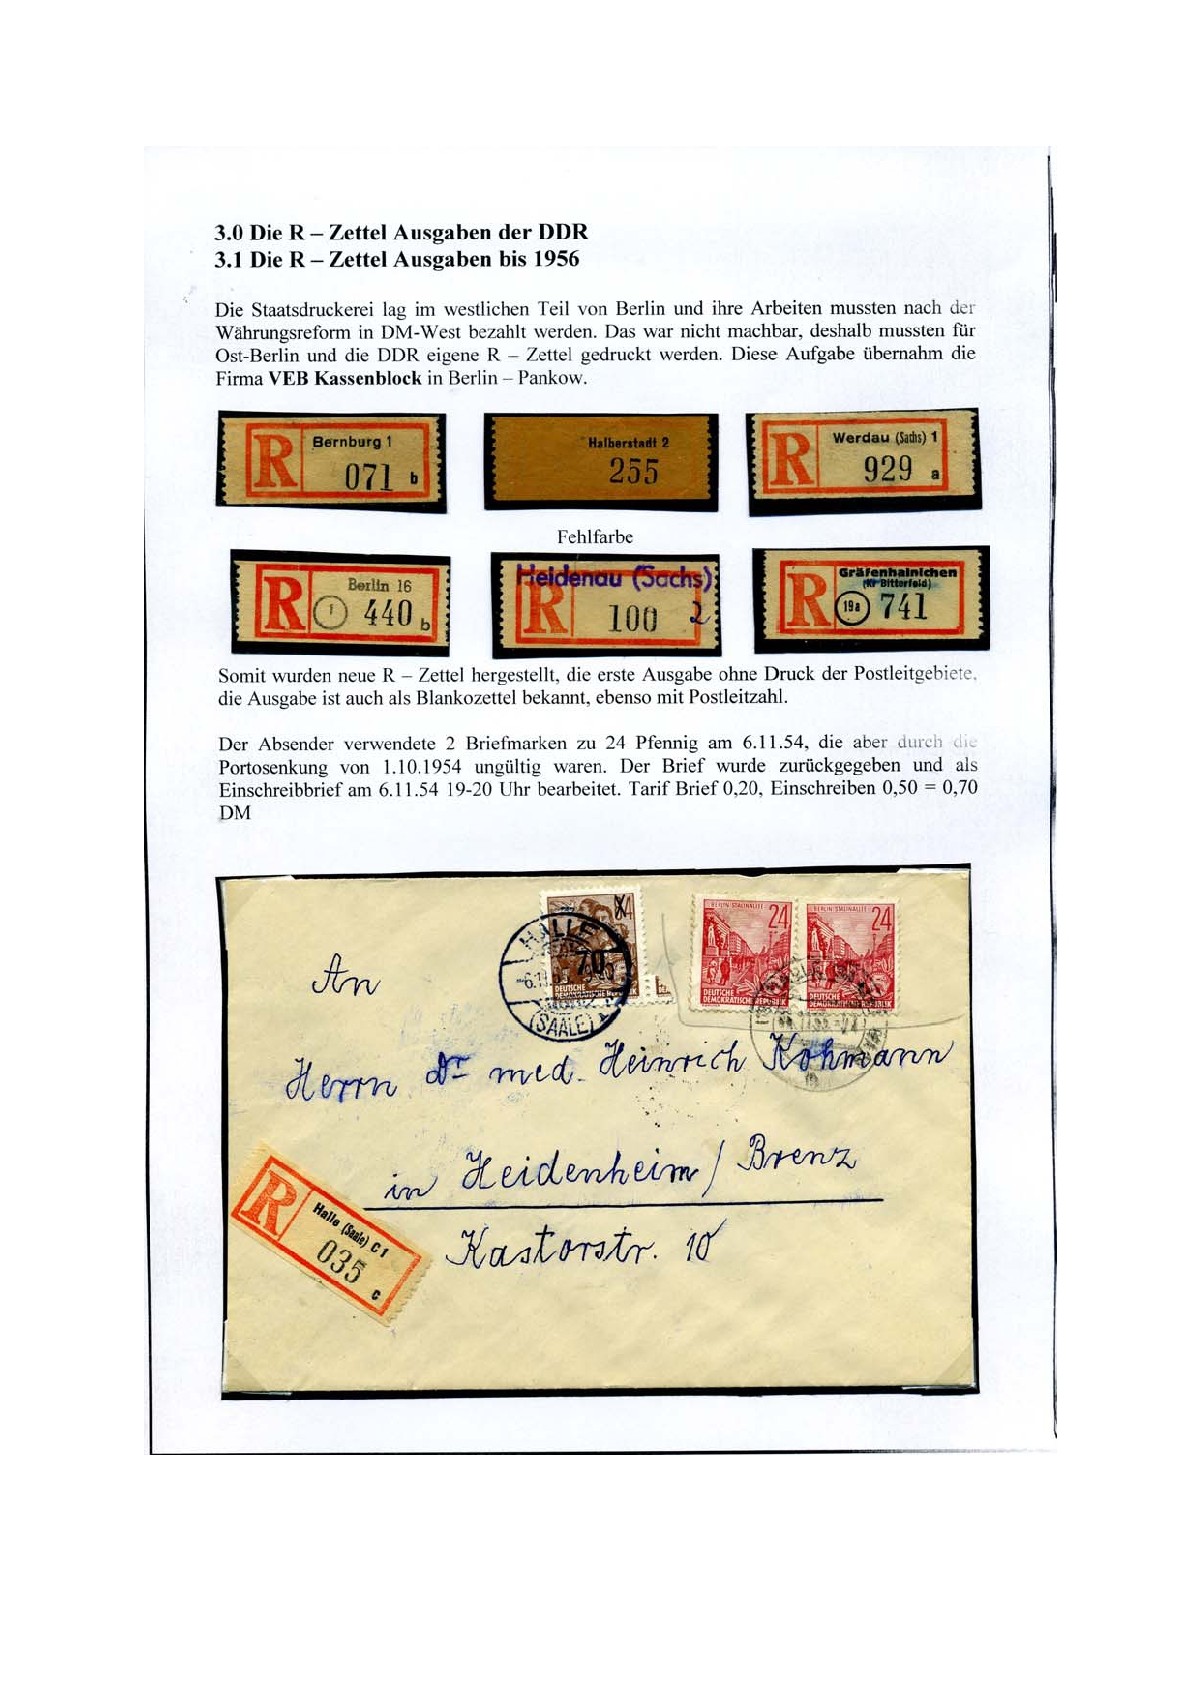 3.0 Die R – Zettel Ausgaben der DDR
3.1 Die R – Zettel Ausgaben bis 1956
Die Staatsdruckerei lag im westlichen Teil von Berlin und ihre Arbeiten mussten nach der
Währungsreform in DM-West bezahlt werden. Das war nicht machbar, deshalb mussten für
Ost-Berlin und die DDR eigene R – Zettel gedruckt werden. Diese Aufgabe übernahm die
Firma VEB Kassenblock in Berlin – Pankow.
R Bernburg 1
071 b
Halberstadt 2
255
R Werdau (Sachs) 1
929 a
Fehlfarbe
R Berlin 16
1 440 b
Heidenau (Sachs)
R 100 2
R Gräfenhainichen
(Kr Bitterfeld)
19a 741
Somit wurden neue R – Zettel hergestellt, die erste Ausgabe ohne Druck der Postleitgebiete,
die Ausgabe ist auch als Blankozettel bekannt, ebenso mit Postleitzahl.
Der Absender verwendete 2 Briefmarken zu 24 Pfennig am 6.11.54, die aber durch die
Portosenkung von 1.10.1954 ungültig waren. Der Brief wurde zurückgegeben und als
Einschreibbrief am 6.11.54 19-20 Uhr bearbeitet. Tarif Brief 0,20, Einschreiben 0,50 = 0,70
DM
70
DEUTSCHE
DEMOKRATISCHE REPUBLIK
HALLE
(SAALE)
BERLIN-STALINALLEE
24
DEUTSCHE
DEMOKRATISCHE REPUBLIK
BERLIN-STALINALLEE
24
DEUTSCHE
DEMOKRATISCHE REPUBLIK
An
Herrn Dr med. Heinrich Kohmann
in Heidenheim / Brenz
Kastorstr. 10
R Halle (Saale) C 1
035 c